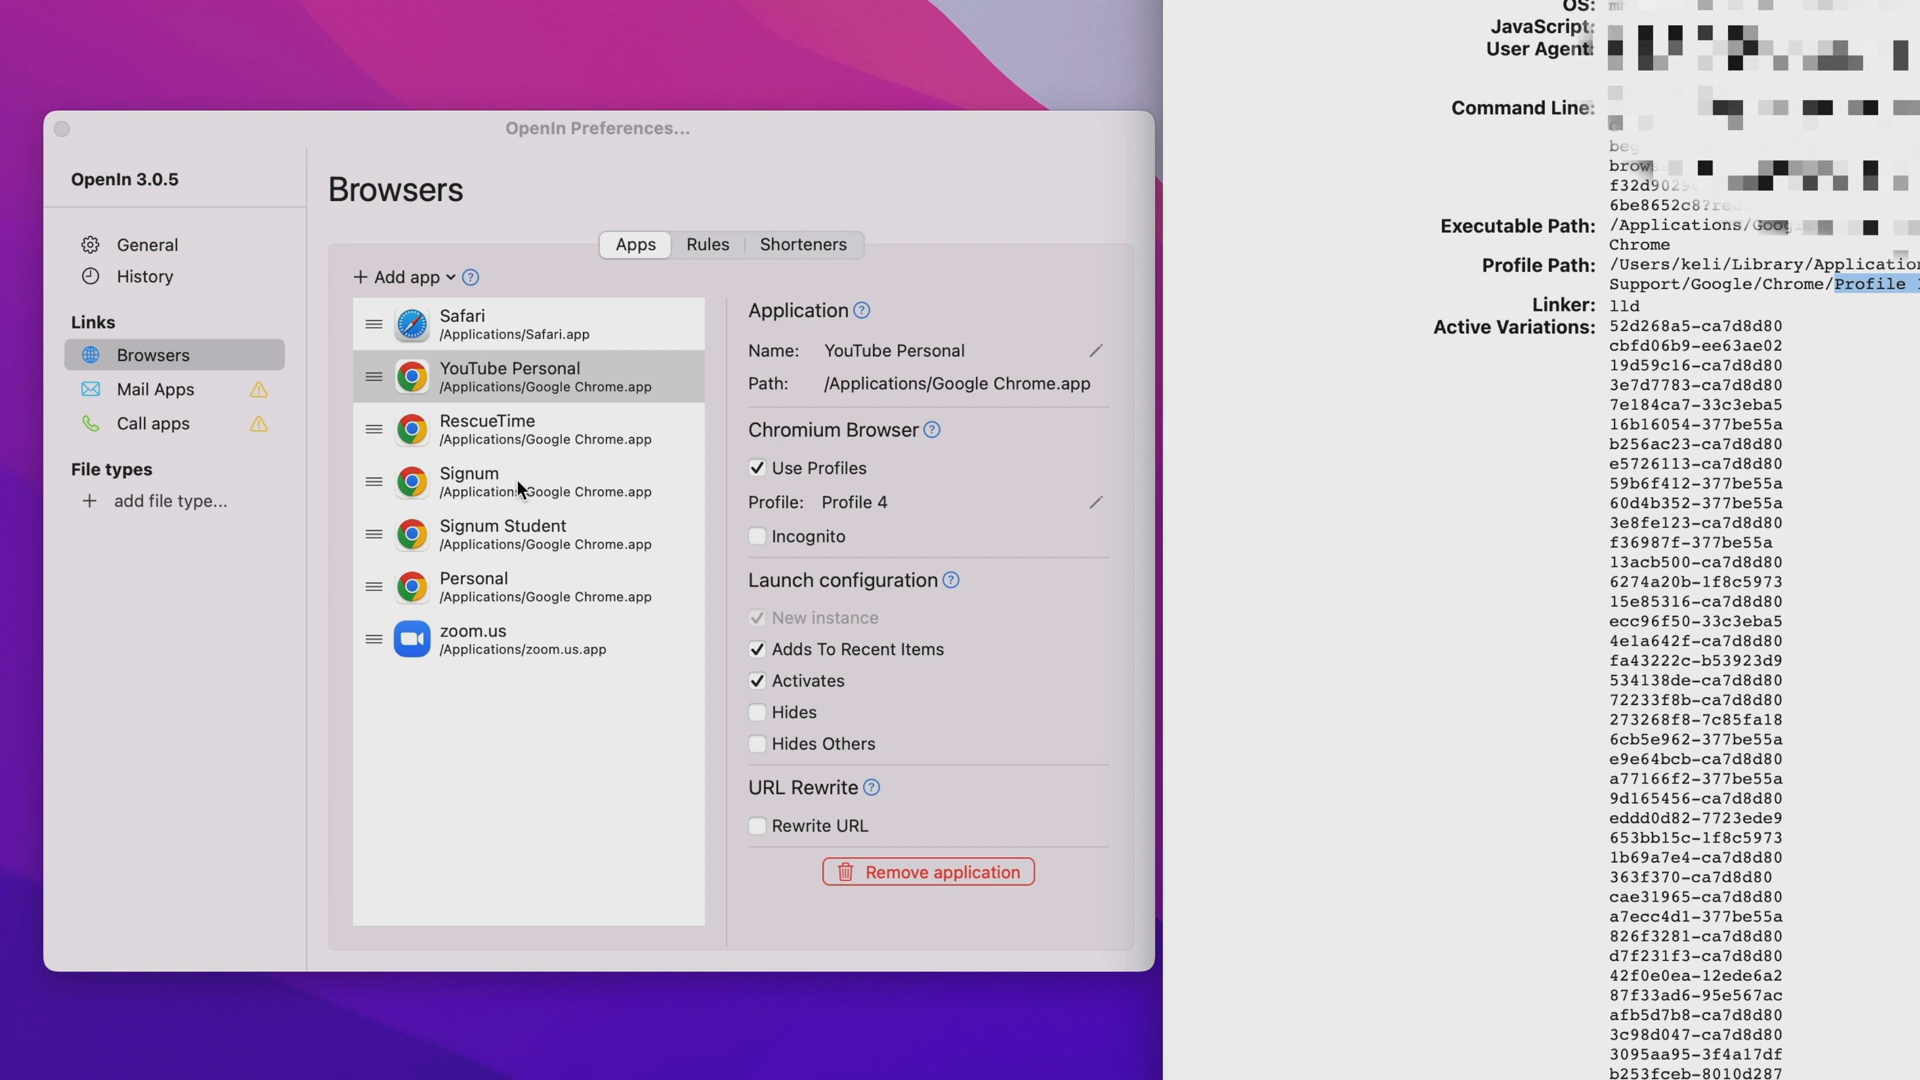 OpenIn Preferences...
OpenIn 3.0.5
General
History
Links
Browsers
Mail Apps
Call apps
File types
+ add file type...
Browsers
Apps
Rules
Shorteners
+ Add app
Safari
/Applications/Safari.app
YouTube Personal
/Applications/Google Chrome.app
RescueTime
/Applications/Google Chrome.app
Signum
/Applications/Google Chrome.app
Signum Student
/Applications/Google Chrome.app
Personal
/Applications/Google Chrome.app
zoom.us
/Applications/zoom.us.app
Application
Name: YouTube Personal
Path: /Applications/Google Chrome.app
Chromium Browser
Use Profiles
Profile: Profile 4
Incognito
Launch configuration
New instance
Adds To Recent Items
Activates
Hides
Hides Others
URL Rewrite
Rewrite URL
Remove application
OS:
JavaScript:
User Agent:
Command Line:
Executable Path: /Applications/Goog
Chrome
Profile Path: /Users/keli/Library/Application
Support/Google/Chrome/Profile
Linker: lld
Active Variations: 52d268a5-ca7d8d80
cbfd06b9-ee63ae02
19d59c16-ca7d8d80
3e7d7783-ca7d8d80
7e184ca7-33c3eba5
16b16054-377be55a
b256ac23-ca7d8d80
e5726113-ca7d8d80
59b6f412-377be55a
60d4b352-377be55a
3e8fe123-ca7d8d80
f36987f-377be55a
13acb500-ca7d8d80
6274a20b-1f8c5973
15e85316-ca7d8d80
ecc96f50-33c3eba5
4e1a642f-ca7d8d80
fa43222c-b53923d9
534138de-ca7d8d80
72233f8b-ca7d8d80
273268f8-7c85fa18
6cb5e962-377be55a
e9e64bcb-ca7d8d80
a77166f2-377be55a
9d165456-ca7d8d80
eddd0d82-7723ede9
653bb15c-1f8c5973
1b69a7e4-ca7d8d80
363f370-ca7d8d80
cae31965-ca7d8d80
a7ecc4d1-377be55a
826f3281-ca7d8d80
d7f231f3-ca7d8d80
42f0e0ea-12ede6a2
87f33ad6-95e567ac
afb5d7b8-ca7d8d80
3c98d047-ca7d8d80
3095aa95-3f4a17df
b253fceb-8010d287